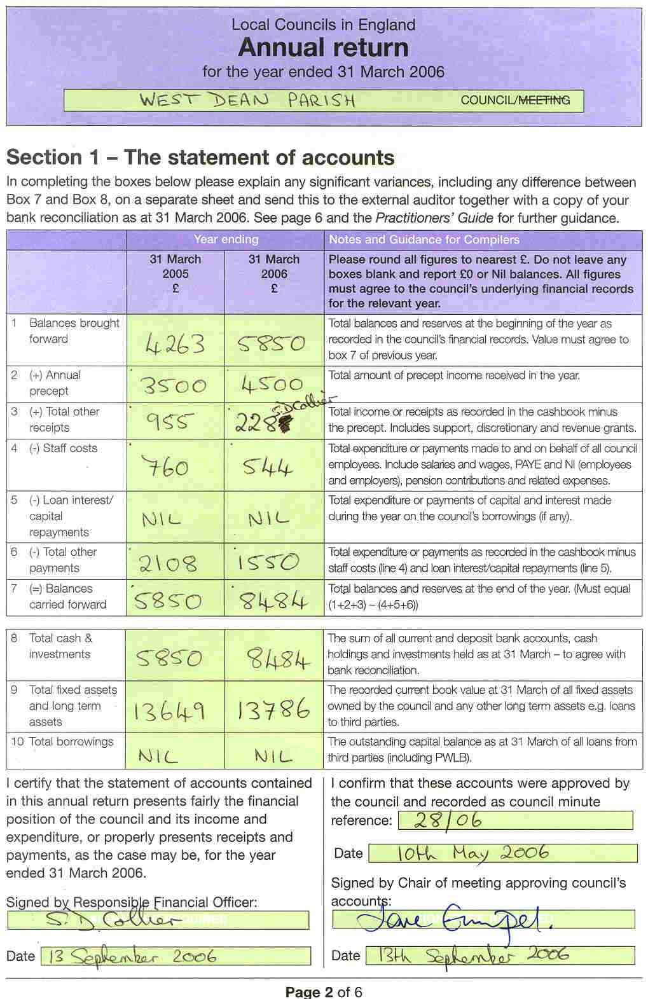 Local Councils in England
Annual return
for the year ended 31 March 2006
WEST DEAN PARISH COUNCIL/MEETING
Section 1 – The statement of accounts
In completing the boxes below please explain any significant variances, including any difference between
Box 7 and Box 8, on a separate sheet and send this to the external auditor together with a copy of your
bank reconciliation as at 31 March 2006. See page 6 and the Practitioners' Guide for further guidance.
Year ending Notes and Guidance for Compilers
31 March 31 March Please round all figures to nearest £. Do not leave any
2005 2006 boxes blank and report £0 or Nil balances. All figures
£ £ must agree to the council's underlying financial records
for the relevant year.
1 Balances brought Total balances and reserves at the beginning of the year as
forward 4263 5850 recorded in the council's financial records. Value must agree to
box 7 of previous year.
2 (+) Annual Total amount of precept income received in the year.
precept 3500 4500
S.D Collier
3 (+) Total other Total income or receipts as recorded in the cashbook minus
receipts 955 228 the precept. Includes support, discretionary and revenue grants.
4 (-) Staff costs Total expenditure or payments made to and on behalf of all council
760 544 employees. Include salaries and wages, PAYE and NI (employees
and employers), pension contributions and related expenses.
5 (-) Loan interest/ Total expenditure or payments of capital and interest made
capital NIL NIL during the year on the council's borrowings (if any).
repayments
6 (-) Total other Total expenditure or payments as recorded in the cashbook minus
payments 2108 1550 staff costs (line 4) and loan interest/capital repayments (line 5).
7 (=) Balances Total balances and reserves at the end of the year. (Must equal
carried forward 5850 8484 (1+2+3) – (4+5+6))
8 Total cash & The sum of all current and deposit bank accounts, cash
investments 5850 8484 holdings and investments held as at 31 March – to agree with
bank reconciliation.
9 Total fixed assets The recorded current book value at 31 March of all fixed assets
and long term 13649 13786 owned by the council and any other long term assets e.g. loans
assets to third parties.
10 Total borrowings The outstanding capital balance as at 31 March of all loans from
NIL NIL third parties (including PWLB).
I certify that the statement of accounts contained
in this annual return presents fairly the financial
position of the council and its income and
expenditure, or properly presents receipts and
payments, as the case may be, for the year
ended 31 March 2006.
Signed by Responsible Financial Officer:
S. D. Collier
Date 13 September 2006
I confirm that these accounts were approved by
the council and recorded as council minute
reference: 28/06
Date 10th May 2006
Signed by Chair of meeting approving council's
accounts:
Jane
Date 13th September 2006
Page 2 of 6